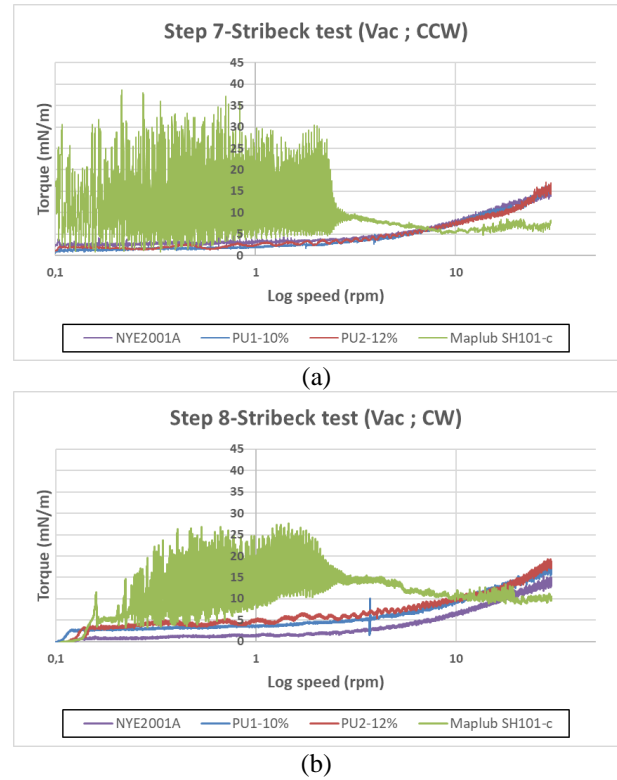 Step 7-Stribeck test (Vac ; CCW)
45
40
35
30
25
20
15
10
5
0
Torque (mN/m)
0,1
1
10
Log speed (rpm)
NYE2001A PU1-10% PU2-12% Maplub SH101-c
(a)
Step 8-Stribeck test (Vac ; CW)
45
40
35
30
25
20
15
10
5
0
Torque (mN/m)
0,1
1
10
Log speed (rpm)
NYE2001A PU1-10% PU2-12% Maplub SH101-c
(b)